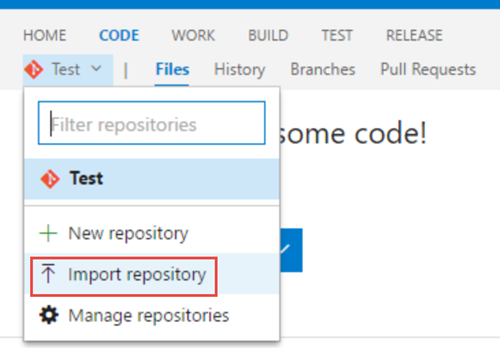 HOME CODE WORK BUILD TEST RELEASE
Test | Files History Branches Pull Requests
Filter repositories
some code!
Test
New repository
Import repository
Manage repositories